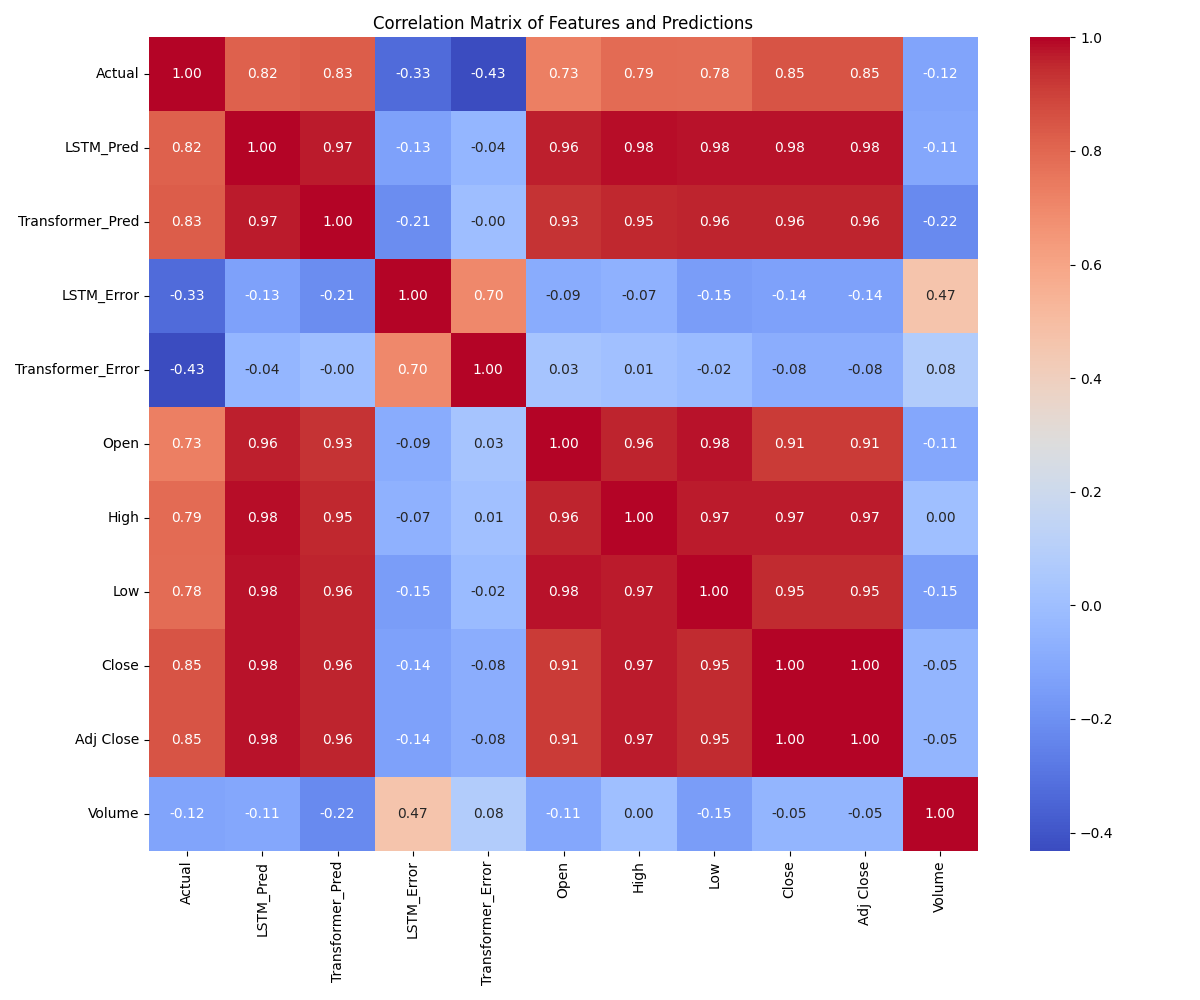 Correlation Matrix of Features and Predictions
Actual 1.00 0.82 0.83 -0.33 -0.43 0.73 0.79 0.78 0.85 0.85 -0.12
LSTM_Pred 0.82 1.00 0.97 -0.13 -0.04 0.96 0.98 0.98 0.98 0.98 -0.11
Transformer_Pred 0.83 0.97 1.00 -0.21 -0.00 0.93 0.95 0.96 0.96 0.96 -0.22
LSTM_Error -0.33 -0.13 -0.21 1.00 0.70 -0.09 -0.07 -0.15 -0.14 -0.14 0.47
Transformer_Error -0.43 -0.04 -0.00 0.70 1.00 0.03 0.01 -0.02 -0.08 -0.08 0.08
Open 0.73 0.96 0.93 -0.09 0.03 1.00 0.96 0.98 0.91 0.91 -0.11
High 0.79 0.98 0.95 -0.07 0.01 0.96 1.00 0.97 0.97 0.97 0.00
Low 0.78 0.98 0.96 -0.15 -0.02 0.98 0.97 1.00 0.95 0.95 -0.15
Close 0.85 0.98 0.96 -0.14 -0.08 0.91 0.97 0.95 1.00 1.00 -0.05
Adj Close 0.85 0.98 0.96 -0.14 -0.08 0.91 0.97 0.95 1.00 1.00 -0.05
Volume -0.12 -0.11 -0.22 0.47 0.08 -0.11 0.00 -0.15 -0.05 -0.05 1.00
Actual
LSTM_Pred
Transformer_Pred
LSTM_Error
Transformer_Error
Open
High
Low
Close
Adj Close
Volume
1.0
0.8
0.6
0.4
0.2
0.0
−0.2
−0.4